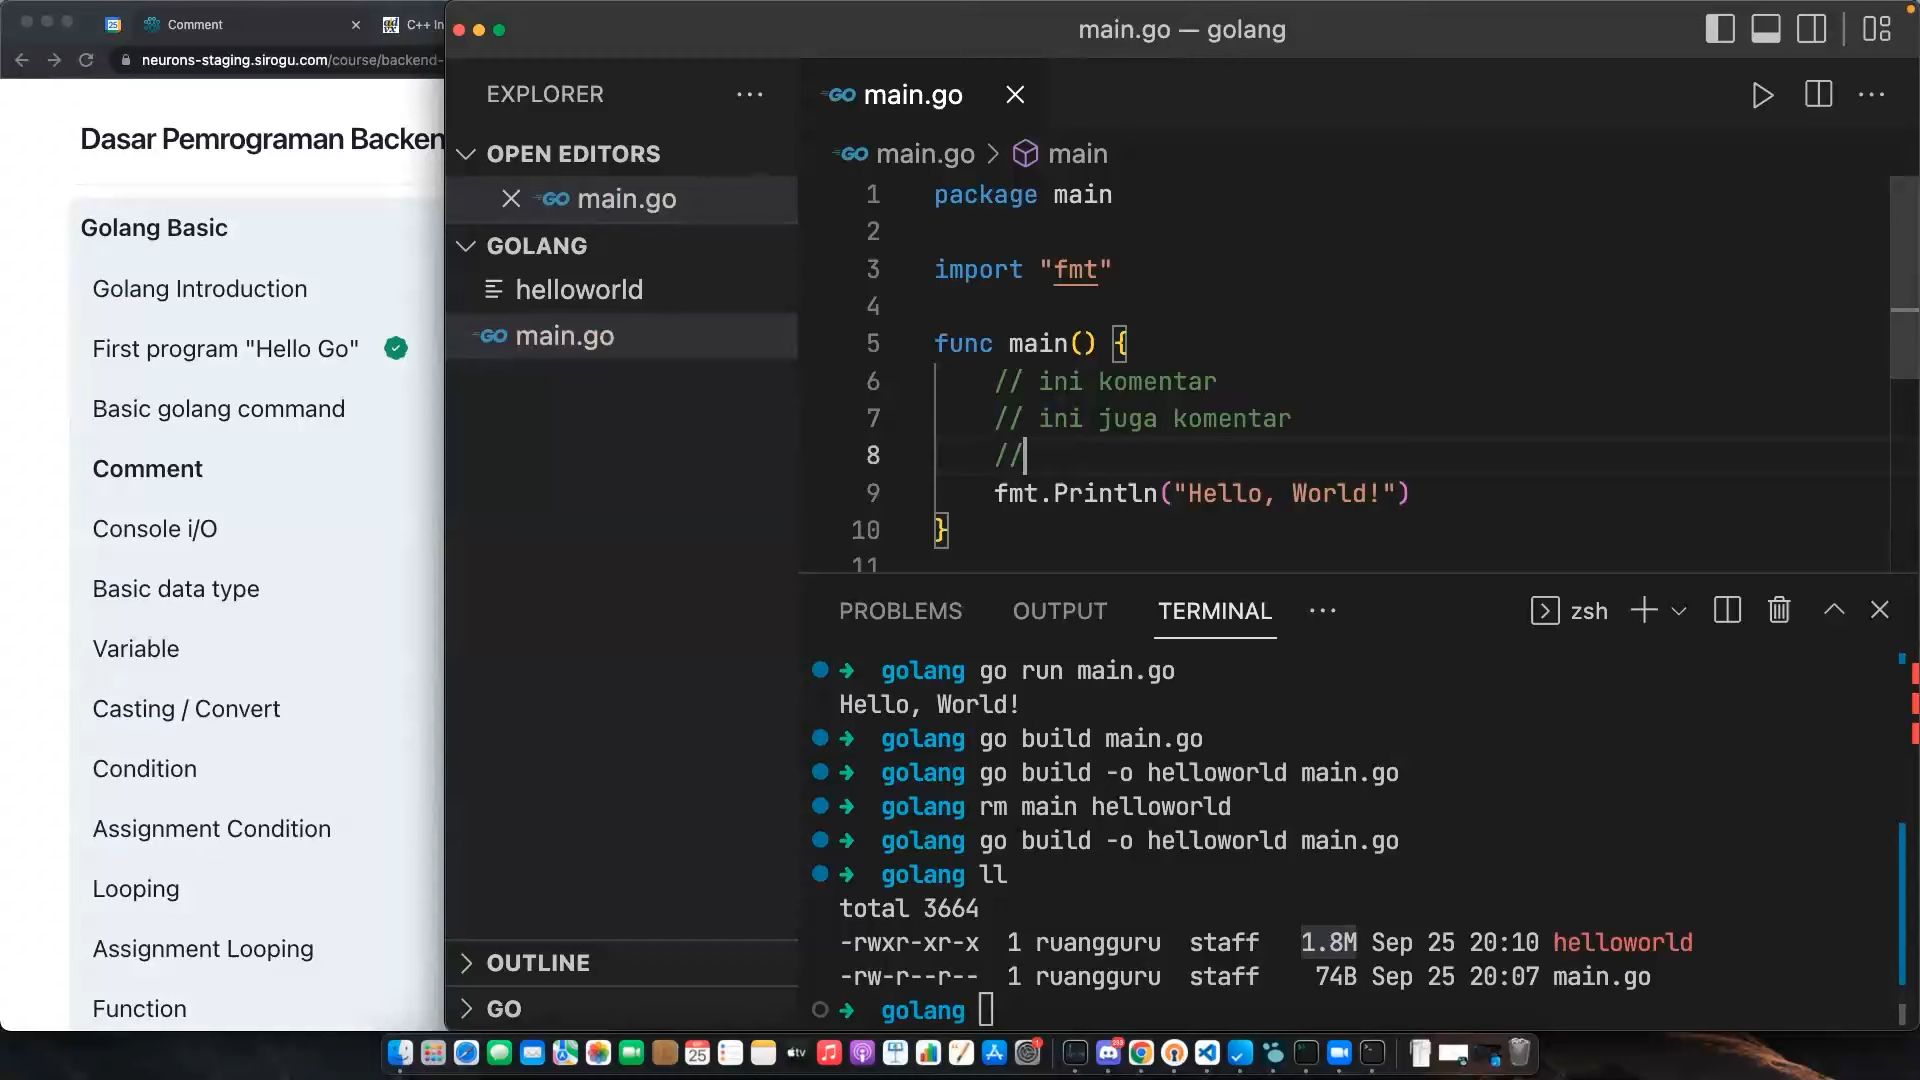 Comment
C++ In
neurons-staging.sirogu.com/course/backend-
Dasar Pemrograman Backen
Golang Basic
Golang Introduction
First program "Hello Go"
Basic golang command
Comment
Console i/O
Basic data type
Variable
Casting / Convert
Condition
Assignment Condition
Looping
Assignment Looping
Function
main.go — golang
EXPLORER
OPEN EDITORS
GO main.go
GOLANG
helloworld
GO main.go
OUTLINE
GO
GO main.go
GO main.go > main
1 package main
2
3 import "fmt"
4
5 func main() {
6 // ini komentar
7 // ini juga komentar
8 //
9 fmt.Println("Hello, World!")
10 }
11
PROBLEMS OUTPUT TERMINAL
zsh
golang go run main.go
Hello, World!
golang go build main.go
golang go build -o helloworld main.go
golang rm main helloworld
golang go build -o helloworld main.go
golang ll
total 3664
-rwxr-xr-x 1 ruangguru staff 1.8M Sep 25 20:10 helloworld
-rw-r--r-- 1 ruangguru staff 74B Sep 25 20:07 main.go
golang
25
tv